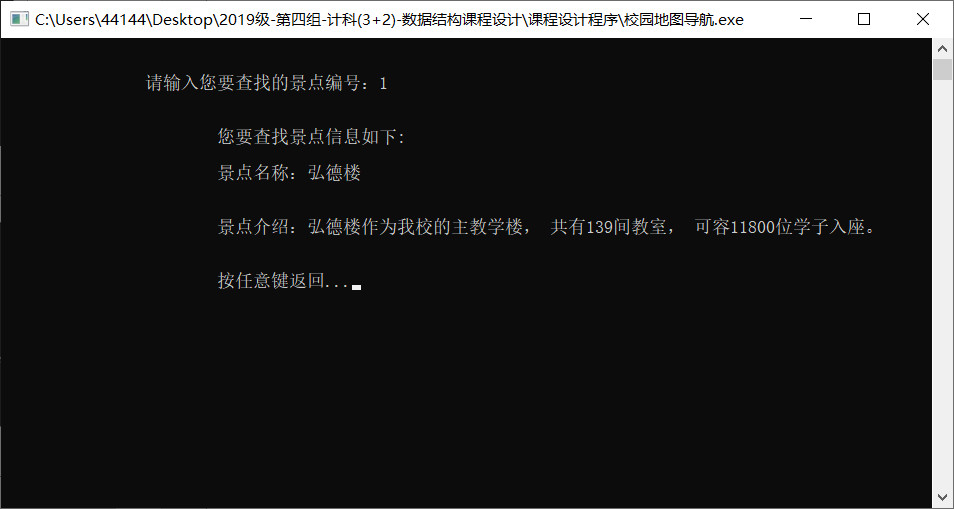 C:\Users\44144\Desktop\2019级-第四组-计科(3+2)-数据结构课程设计\课程设计程序\校园地图导航.exe
请输入您要查找的景点编号：1
您要查找景点信息如下:
景点名称：弘德楼
景点介绍：弘德楼作为我校的主教学楼， 共有139间教室， 可容11800位学子入座。
按任意键返回...